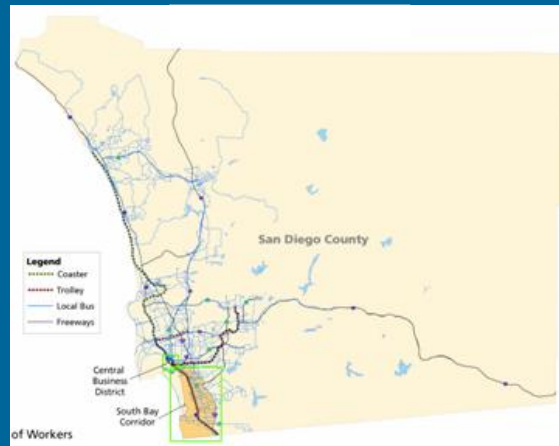 San Diego County
Legend
Coaster
Trolley
Local Bus
Freeways
Central
Business
District
South Bay
Corridor
of Workers